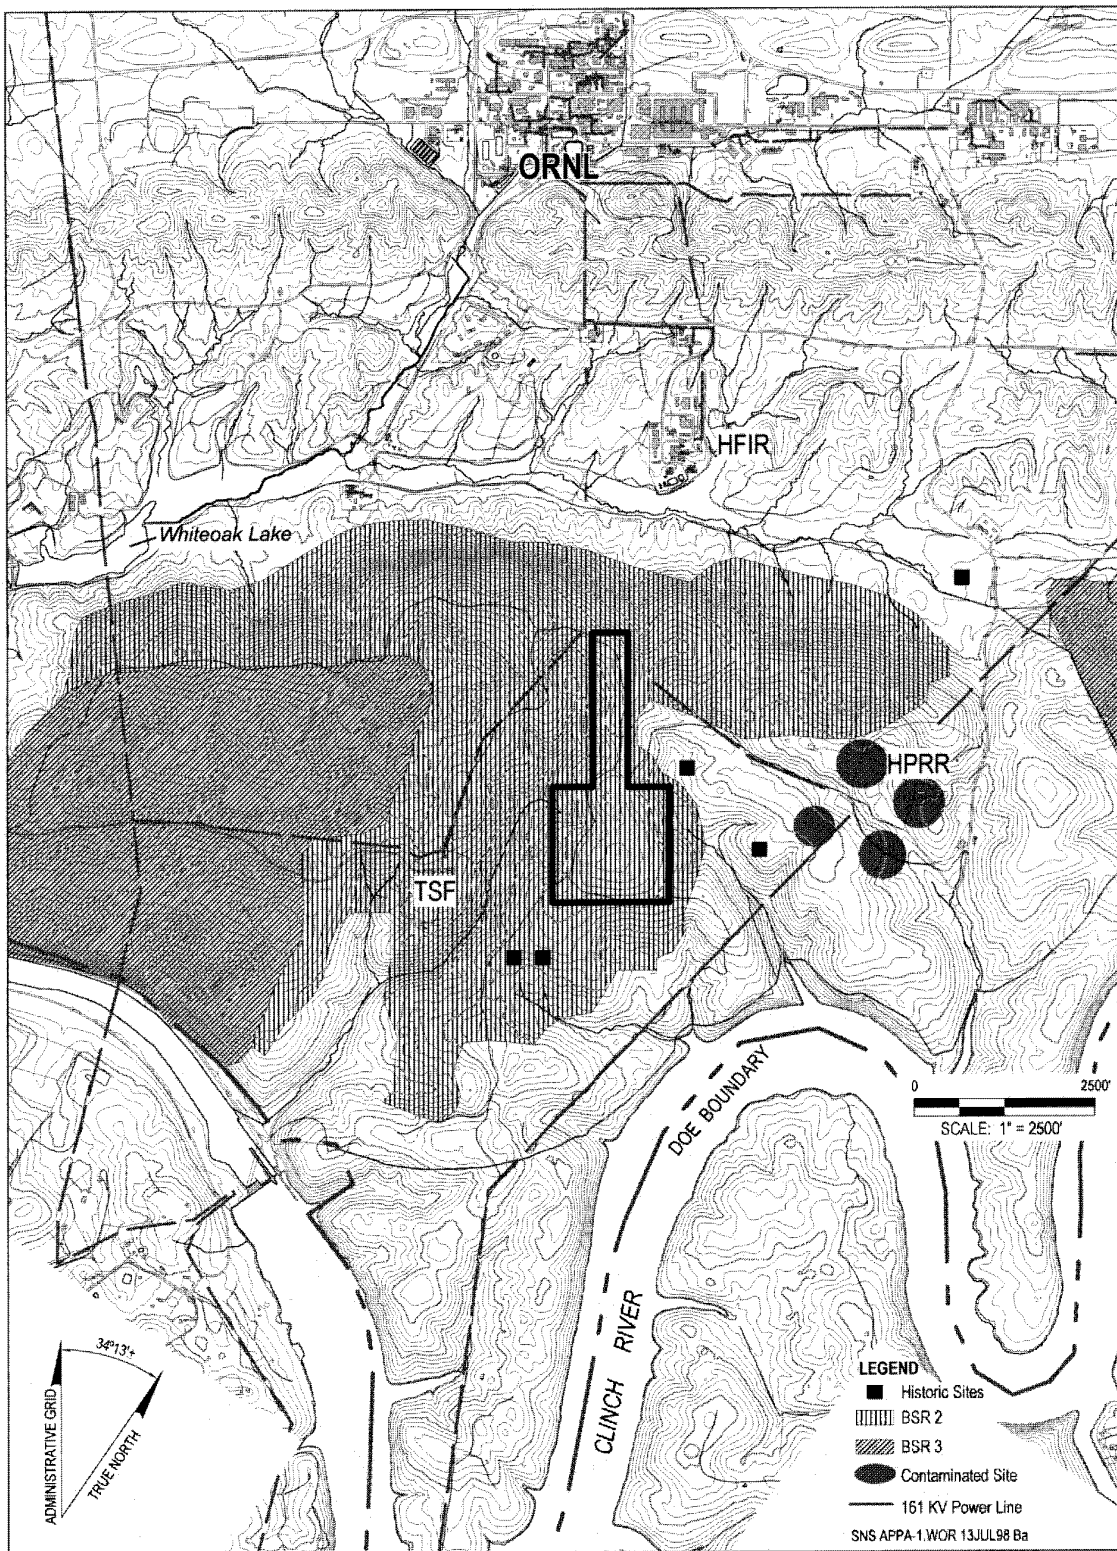 ORNL
HFIR
Whiteoak Lake
HPRR
TSF
0 2500'
SCALE: 1" = 2500'
DOE BOUNDARY
CLINCH RIVER
34°13'+
ADMINISTRATIVE GRID
TRUE NORTH
LEGEND
Historic Sites
BSR 2
BSR 3
Contaminated Site
161 KV Power Line
SNS APPA-1.WOR 13JUL98 Ba